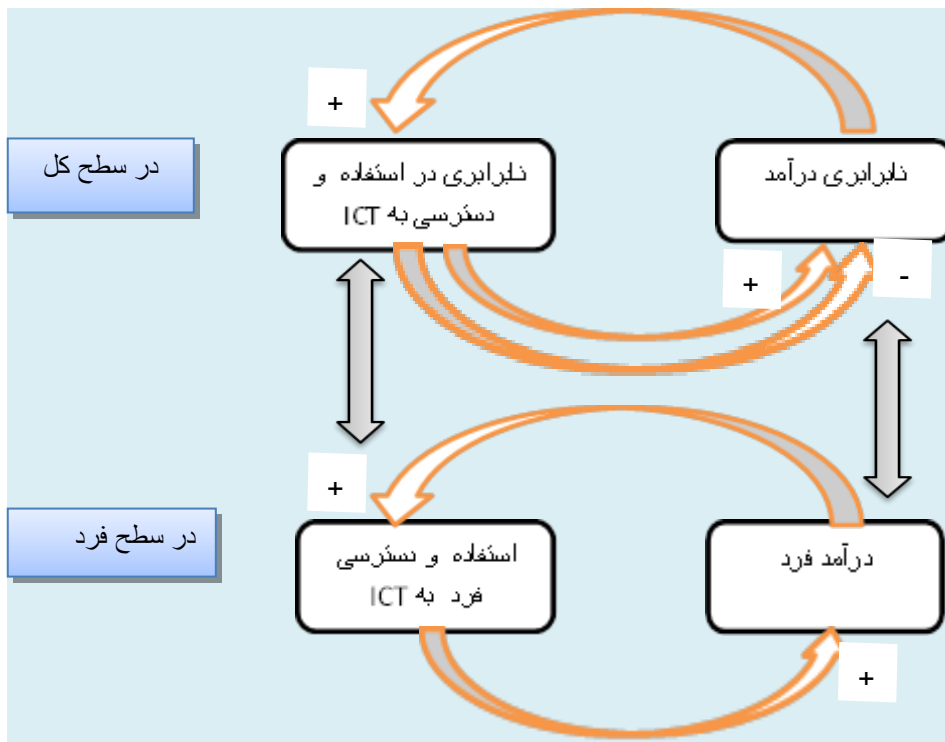 +
در سطح کل
نابرابری درآمد
نابرابری در استفاده و
دسترسی به ICT
+
-
+
در سطح فرد
درآمد فرد
استفاده و دسترسی
فرد به ICT
+